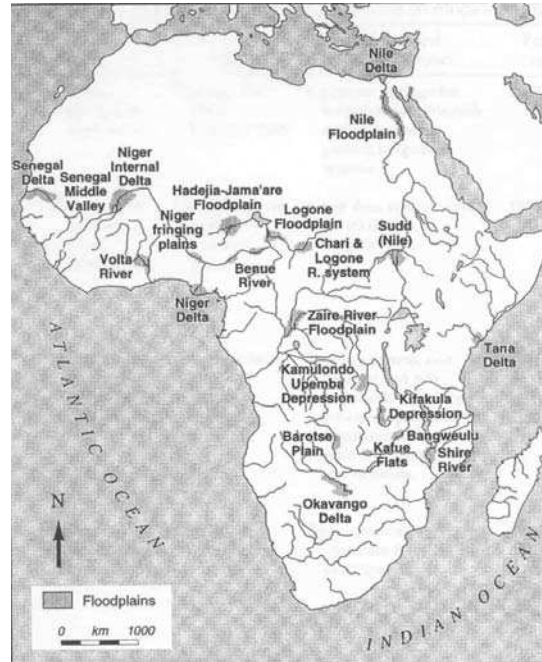 Nile
Delta
Nile
Floodplain
Senegal
Delta
Senegal
Middle
Valley
Niger
Internal
Delta
Hadejia-Jama'are
Floodplain
Niger
fringing
plains
Logone
Floodplain
Chari &
Logone
R. system
Sudd
(Nile)
Volta
River
Benue
River
Niger
Delta
Zaire River
Floodplain
Tana
Delta
Kamulondo
Upemba
Depression
Kifakula
Depression
Barotse
Plain
Bangweulu
Kafue
Flats
Shire
River
Okavango
Delta
ATLANTIC OCEAN
INDIAN OCEAN
N
Floodplains
0 km 1000